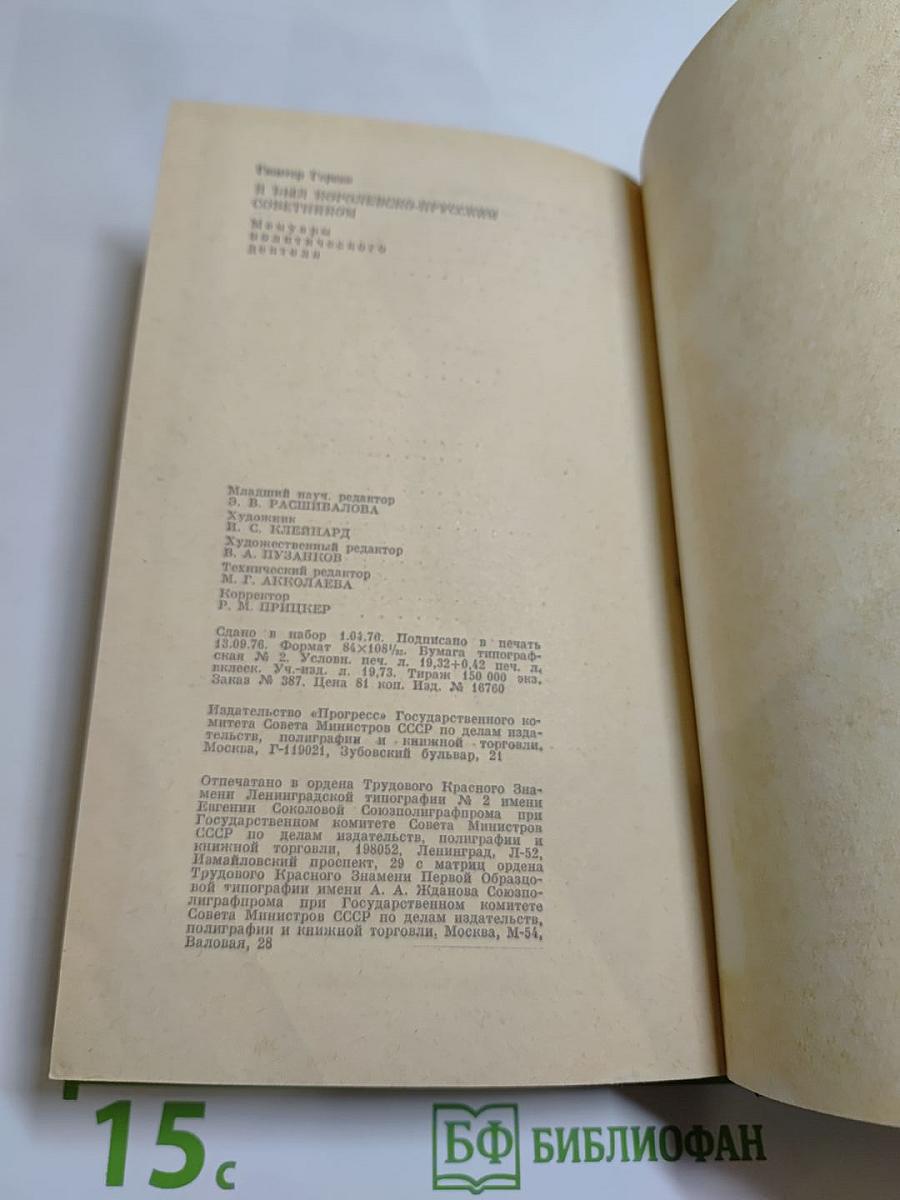 Гюнтер Гереке
Я БЫЛ КОРОЛЕВСКО-ПРУССКИМ
СОВЕТНИКОМ
Мемуары
политического
деятеля
Младший науч. редактор
Э. В. РАСШИВАЛОВА
Художник
И. С. КЛЕЙНАРД
Художественный редактор
В. А. ПУЗАНКОВ
Технический редактор
М. Г. АККОЛАЕВА
Корректор
Р. М. ПРИЦКЕР
Сдано в набор 1.04.76. Подписано в печать
13.09.76. Формат 84×108¹/₃₂. Бумага типограф-
ская № 2. Условн. печ. л. 19,32+0,42 печ. л.
вклеек. Уч.-изд. л. 19,73. Тираж 150 000 экз.
Заказ № 387. Цена 81 коп. Изд. № 16760
Издательство «Прогресс» Государственного ко-
митета Совета Министров СССР по делам изда-
тельств, полиграфии и книжной торговли.
Москва, Г-119021, Зубовский бульвар, 21
Отпечатано в ордена Трудового Красного Зна-
мени Ленинградской типографии № 2 имени
Евгении Соколовой Союзполиграфпрома при
Государственном комитете Совета Министров
СССР по делам издательств, полиграфии и
книжной торговли, 198052, Ленинград, Л-52,
Измайловский проспект, 29 с матриц ордена
Трудового Красного Знамени Первой Образцо-
вой типографии имени А. А. Жданова Союзпо-
лиграфпрома при Государственном комитете
Совета Министров СССР по делам издательств,
полиграфии и книжной торговли. Москва, М-54,
Валовая, 28
15 с
БФ БИБЛИОФАН